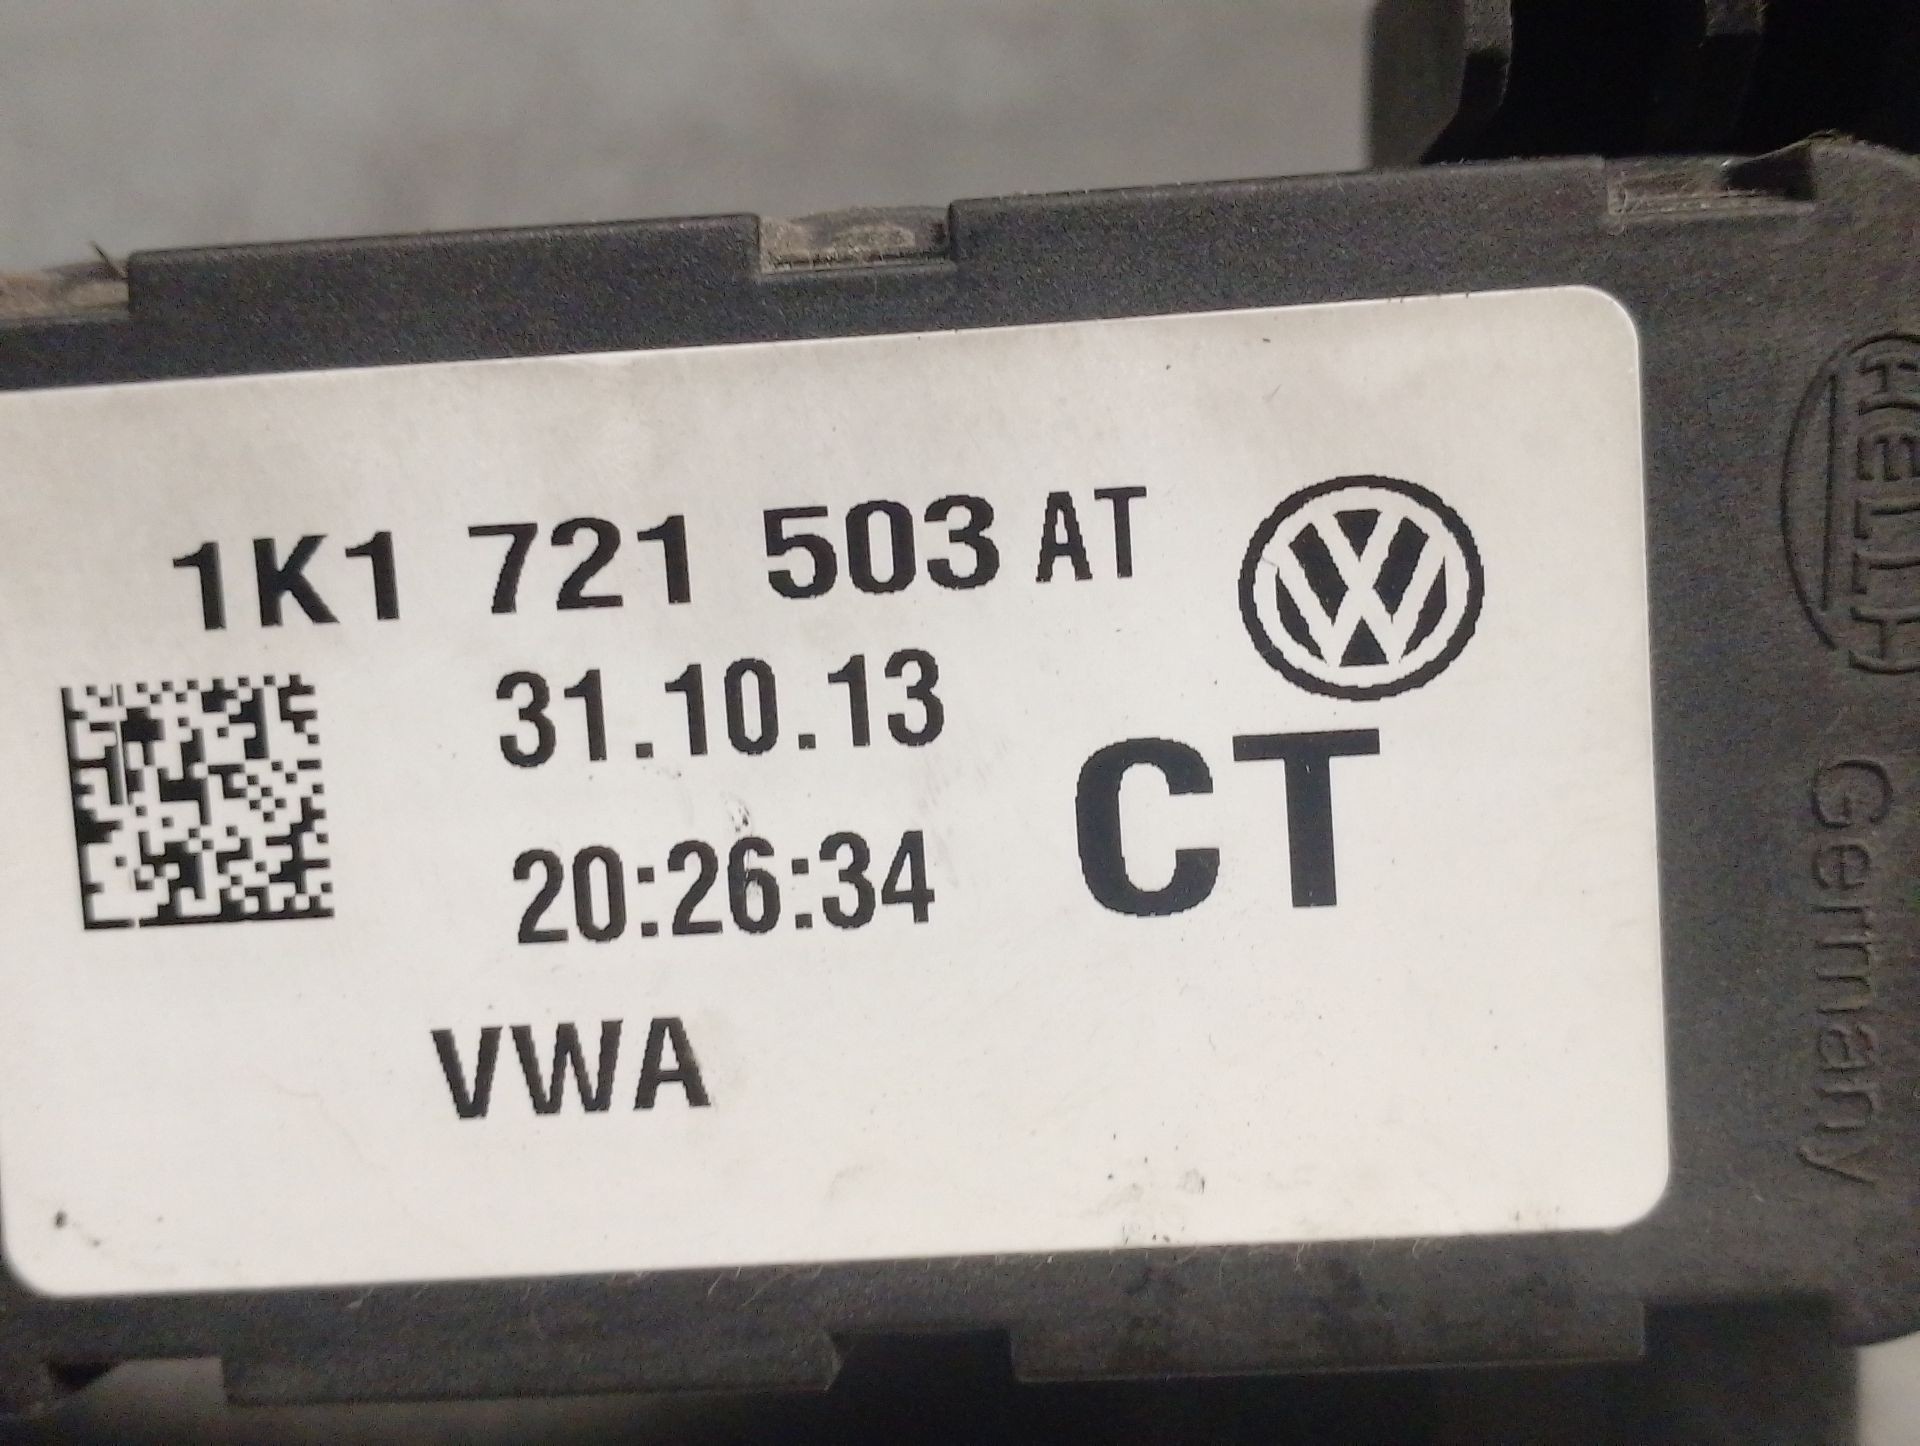 1K1 721 503 AT
31.10.13
CT
20:26:34
VWA
HELLA
Germany